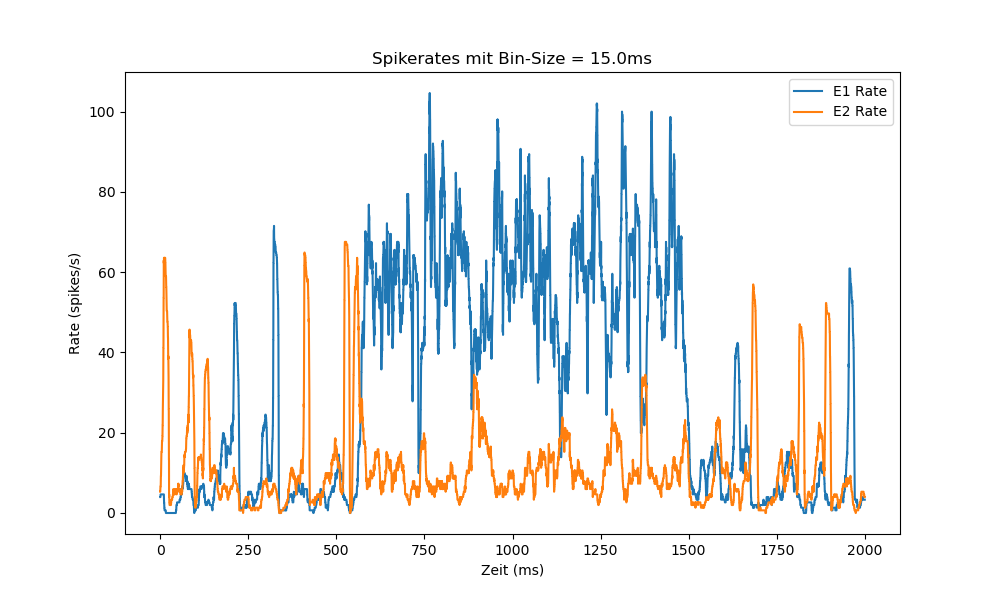 Spikerates mit Bin-Size = 15.0ms
E1 Rate
E2 Rate
100
80
60
40
20
0
Rate (spikes/s)
0 250 500 750 1000 1250 1500 1750 2000
Zeit (ms)